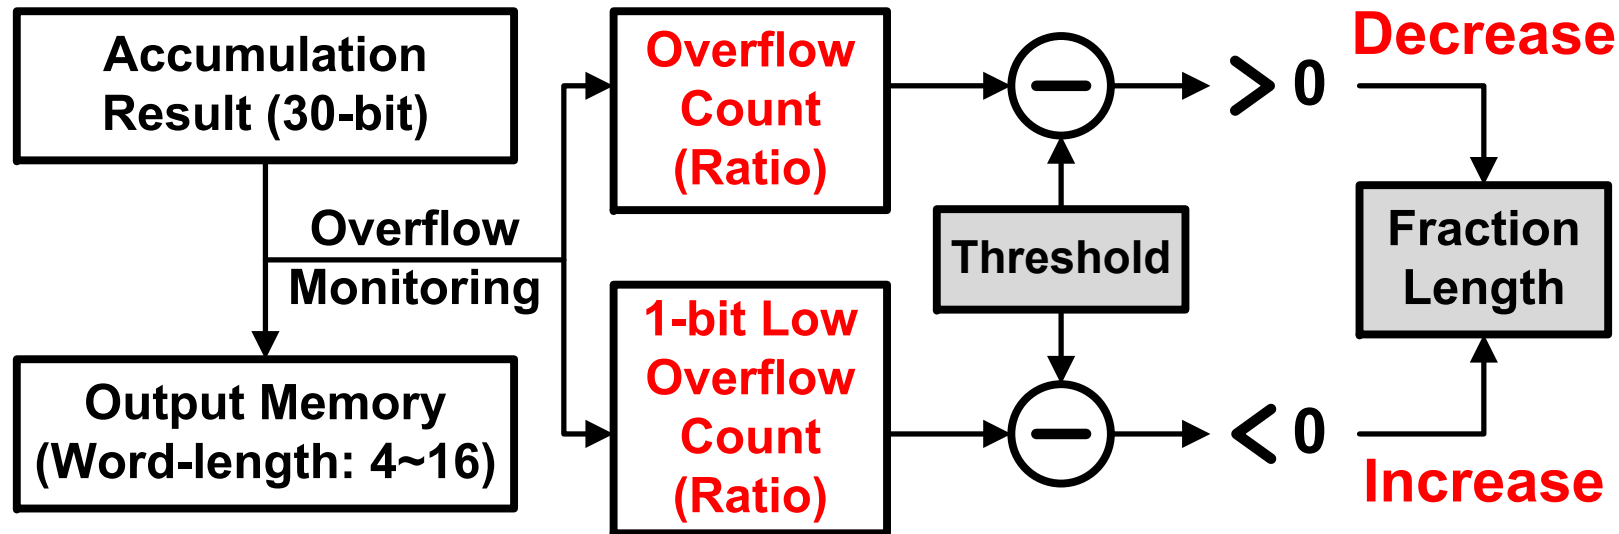 Accumulation
Result (30-bit)
Overflow
Monitoring
Output Memory
(Word-length: 4~16)
Overflow
Count
(Ratio)
1-bit Low
Overflow
Count
(Ratio)
Threshold
> 0
< 0
Decrease
Fraction
Length
Increase